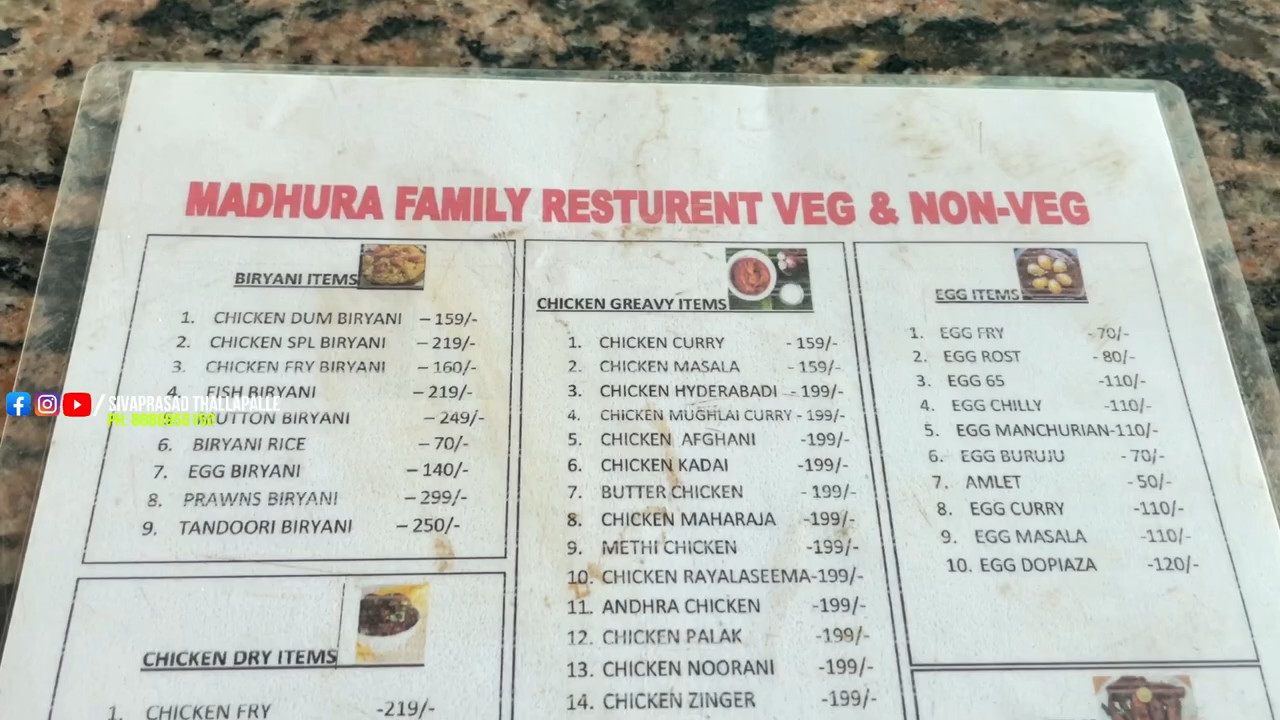 MADHURA FAMILY RESTURENT VEG & NON-VEG
BIRYANI ITEMS
1. CHICKEN DUM BIRYANI – 159/-
2. CHICKEN SPL BIRYANI – 219/-
3. CHICKEN FRY BIRYANI – 160/-
4. FISH BIRYANI – 219/-
5. MUTTON BIRYANI – 249/-
6. BIRYANI RICE – 70/-
7. EGG BIRYANI – 140/-
8. PRAWNS BIRYANI – 299/-
9. TANDOORI BIRYANI – 250/-
CHICKEN DRY ITEMS
1. CHICKEN FRY -219/-
CHICKEN GREAVY ITEMS
1. CHICKEN CURRY - 159/-
2. CHICKEN MASALA - 159/-
3. CHICKEN HYDERABADI - 199/-
4. CHICKEN MUGHLAI CURRY - 199/-
5. CHICKEN AFGHANI -199/-
6. CHICKEN KADAI -199/-
7. BUTTER CHICKEN - 199/-
8. CHICKEN MAHARAJA -199/-
9. METHI CHICKEN -199/-
10. CHICKEN RAYALASEEMA-199/-
11. ANDHRA CHICKEN -199/-
12. CHICKEN PALAK -199/-
13. CHICKEN NOORANI -199/-
14. CHICKEN ZINGER -199/-
EGG ITEMS
1. EGG FRY - 70/-
2. EGG ROST - 80/-
3. EGG 65 -110/-
4. EGG CHILLY -110/-
5. EGG MANCHURIAN-110/-
6. EGG BURUJU - 70/-
7. AMLET - 50/-
8. EGG CURRY -110/-
9. EGG MASALA -110/-
10. EGG DOPIAZA -120/-
/ SIVAPRASAD THALLAPALLE